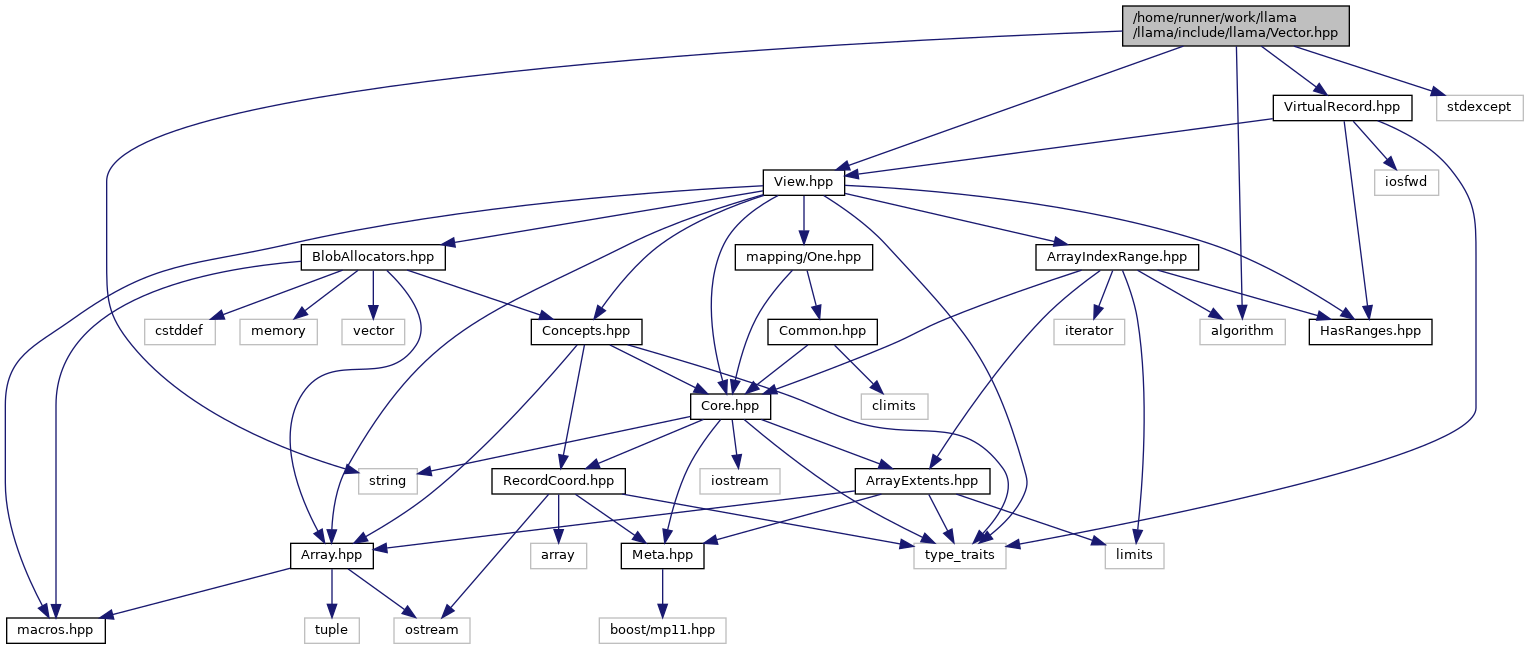 /home/runner/work/llama
/llama/include/llama/Vector.hpp
VirtualRecord.hpp
stdexcept
View.hpp
iosfwd
BlobAllocators.hpp
mapping/One.hpp
ArrayIndexRange.hpp
cstddef
memory
vector
Concepts.hpp
Common.hpp
iterator
algorithm
HasRanges.hpp
Core.hpp
climits
string
RecordCoord.hpp
iostream
ArrayExtents.hpp
Array.hpp
array
Meta.hpp
type_traits
limits
macros.hpp
tuple
ostream
boost/mp11.hpp